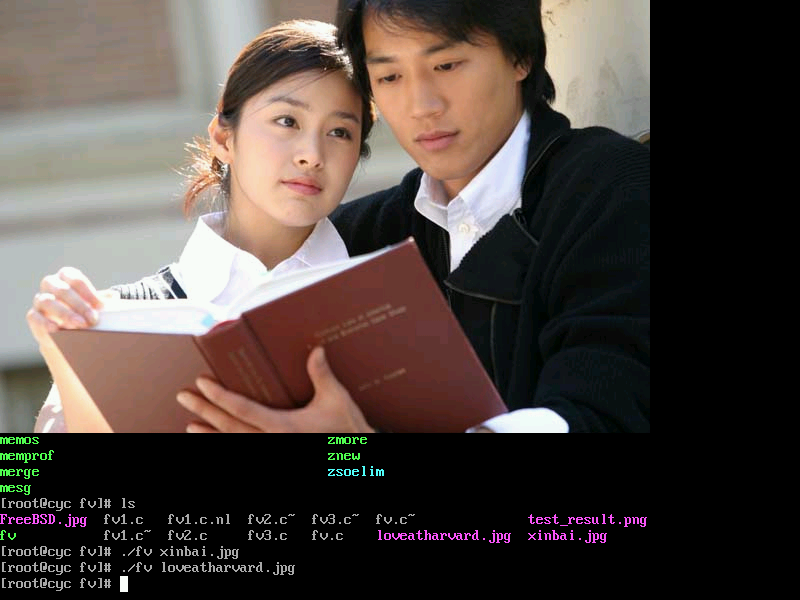 memos zmore
memprof znew
merge zsoelim
mesg
[root@cyc fv]# ls
FreeBSD.jpg fv1.c fv1.c.nl fv2.c~ fv3.c~ fv.c~ test_result.png
fv fv1.c~ fv2.c fv3.c fv.c loveatharvard.jpg xinbai.jpg
[root@cyc fv]# ./fv xinbai.jpg
[root@cyc fv]# ./fv loveatharvard.jpg
[root@cyc fv]#